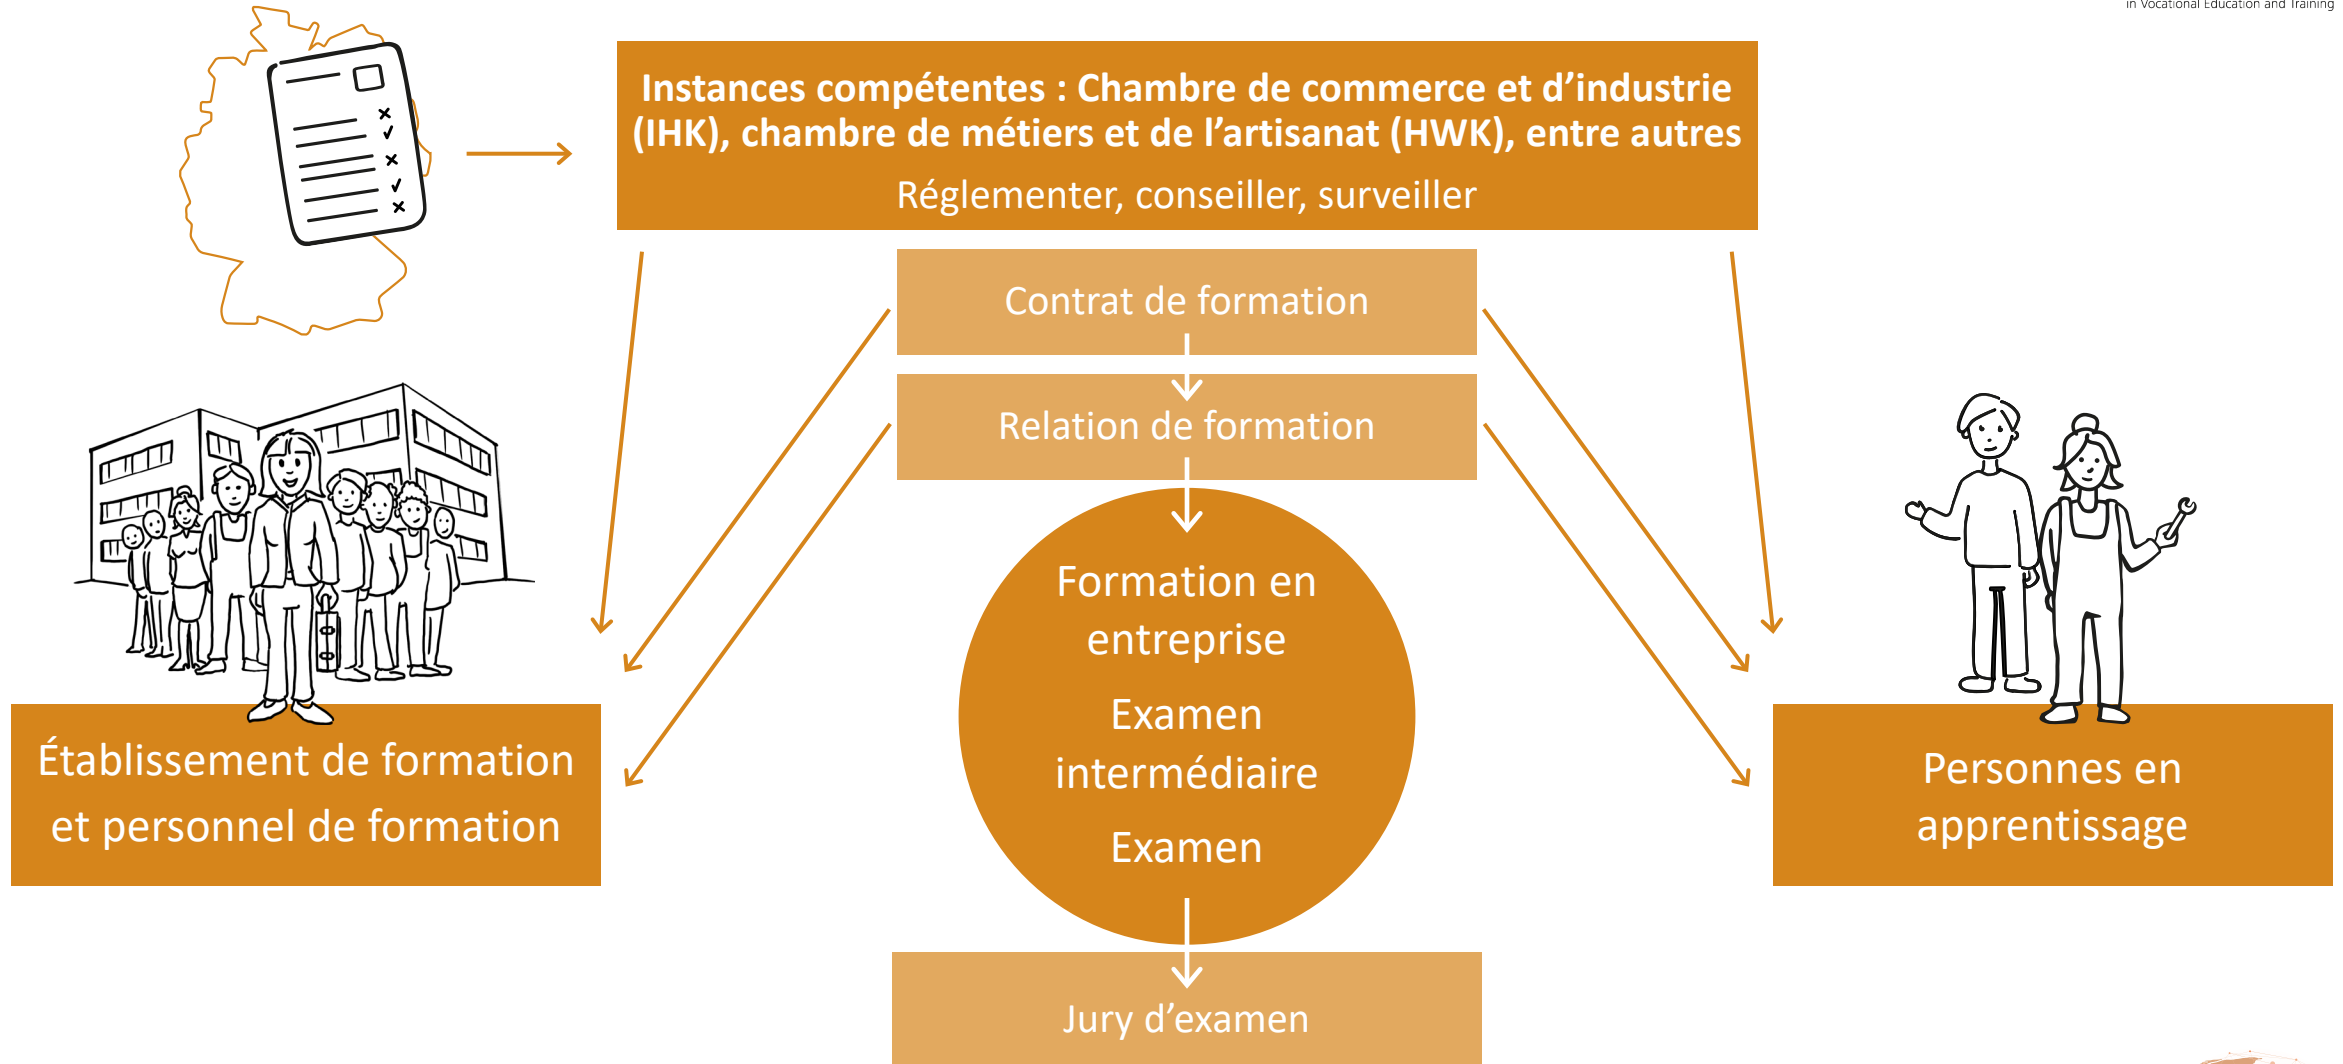 in Vocational Education and Training
Instances compétentes : Chambre de commerce et d’industrie
(IHK), chambre de métiers et de l’artisanat (HWK), entre autres
Réglementer, conseiller, surveiller
Contrat de formation
Relation de formation
Formation en
entreprise
Examen
intermédiaire
Examen
Établissement de formation
et personnel de formation
Personnes en
apprentissage
Jury d’examen